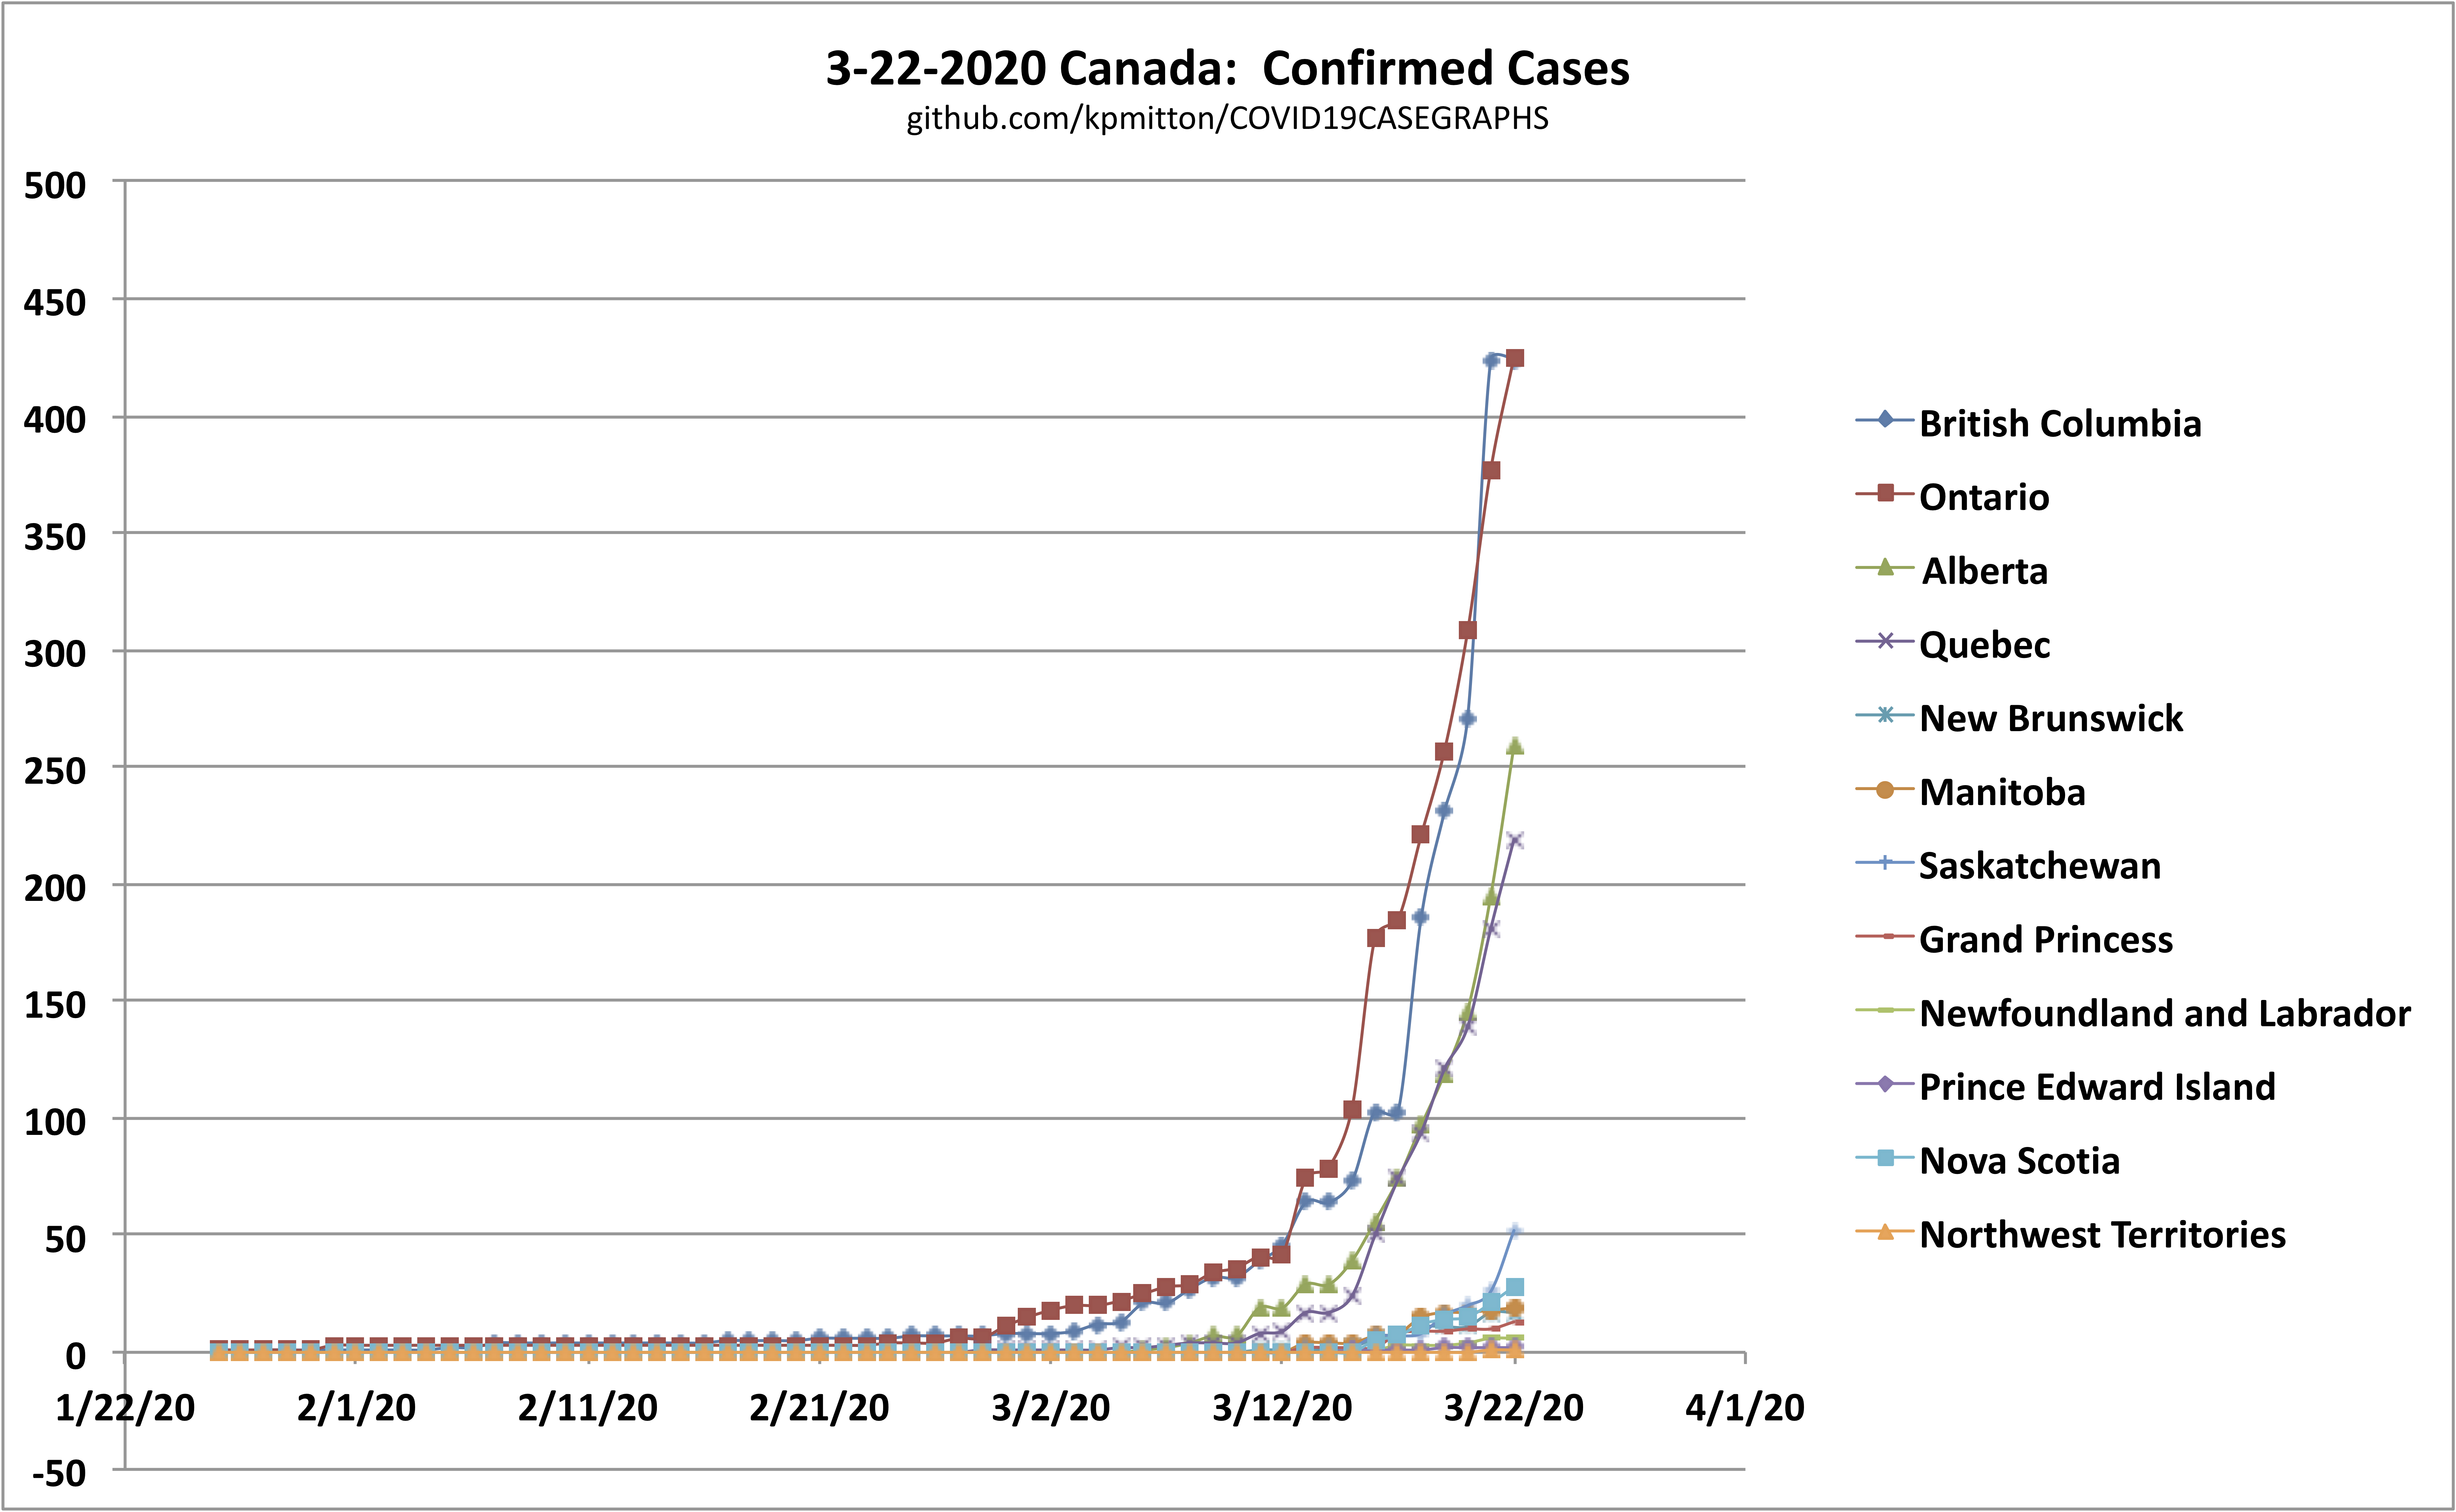 3-22-2020 Canada:  Confirmed Cases
github.com/kpmitton/COVID19CASEGRAPHS
500
450
400
350
300
250
200
150
100
50
0
-50
1/22/20 2/1/20 2/11/20 2/21/20 3/2/20 3/12/20 3/22/20 4/1/20
British Columbia
Ontario
Alberta
Quebec
New Brunswick
Manitoba
Saskatchewan
Grand Princess
Newfoundland and Labrador
Prince Edward Island
Nova Scotia
Northwest Territories